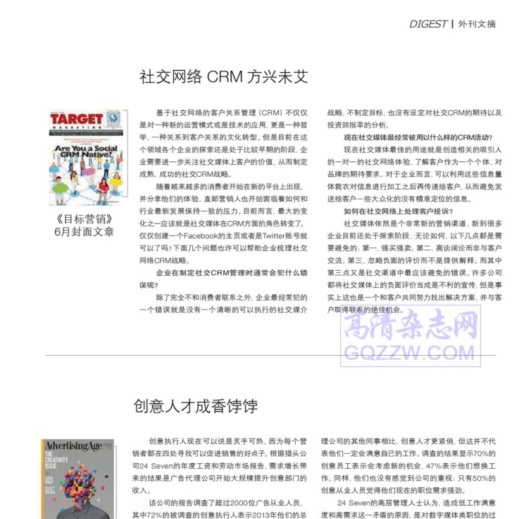 DIGEST | 外刊文摘
社交网络 CRM 方兴未艾
TARGET
MARKETING
Are You a Social
CRM Native?
《目标营销》
6月封面文章
基于社交网络的客户关系管理（CRM）不仅仅
是对一种新的运营模式或是技术的应用，更是一种哲
学，一种关系到客户关系的文化转型。但是目前在这
个领域各个企业的探索还是处于比较早期的阶段，企
业需要进一步关注社交媒体上客户的价值，从而制定
成熟、成功的社交CRM战略。
随着越来越多的消费者开始在新的平台上出现，
并分享他们的体验，直邮营销人也开始面临着如何和
行业最新发展保持一致的压力。目前而言，最大的变
化之一应该就是社交媒体在CRM方面的角色转变了。
仅仅创建一个Facebook的主页或者是Twitter账号就
可以了吗？下面几个问题也许可以帮助企业梳理社交
网络CRM战略。
企业在制定社交CRM管理时通常会犯什么错
误呢？
除了完全不和消费者联系之外，企业最经常犯的
一个错误就是没有一个清晰的可以执行的社交媒介
战略，不制定目标，也没有设定对社交CRM的期待以及
投资回报率的分析。
现在社交媒体最经常被用以什么样的CRM活动？
现在社交媒体最佳的用途就是创造相关的吸引人
的一对一的社交网络体验，了解客户作为一个个体，对
品牌的期待要求。对于企业而言，可以利用这些信息量
体裁衣对信息进行加工之后再传递给客户，从而避免发
送给客户一些大众化的没有精准定位的信息。
如何在社交网络上处理客户投诉？
社交媒体依然是个非常新的营销渠道，断到很多
企业目前还处于探索阶段，无论如何，以下几点都是需
要避免的：第一，强买强卖，第二，高谈阔论而非与客户
交流，第三，忽略负面的评价而不是提供解释。而其中
第三点又是社交渠道中最应该避免的错误，许多公司
都将社交媒体上的负面评价当成是不利的宣传，但是事
实上这也是一个和客户共同努力找出解决方案，并与客
户取得联系的绝佳机会。
高清杂志网
GQZZW.COM
创意人才成香饽饽
AdvertisingAge
THE
CREATIVITY
ISSUE
创意执行人现在可以说是炙手可热，因为每个营
销者都在四处寻找可以促进销售的好点子。根据猎头公
司24 Seven的年度工资和劳动市场报告，需求增长带
来的结果是广告代理公司开始大规模提升创意部门的
收入。
该公司的报告调查了超过2000位广告从业人员，
其中72%的被调查的创意执行人表示2013年他们的总
理公司的其他同事相比，创意人才更紧俏，但这并不代
表他们一定会满意自己的工作。调查的结果显示70%的
创意员工表示会考虑新的机会，47%表示他们想换工
作。同样，他们也没有感觉到公司的重视，只有50%的
创意从业人员觉得他们现在的职位需求强劲。
24 Seven的高层管理人士认为，造成低工作满意
度和高需求这一矛盾的原因，是对数字媒体类职位的过